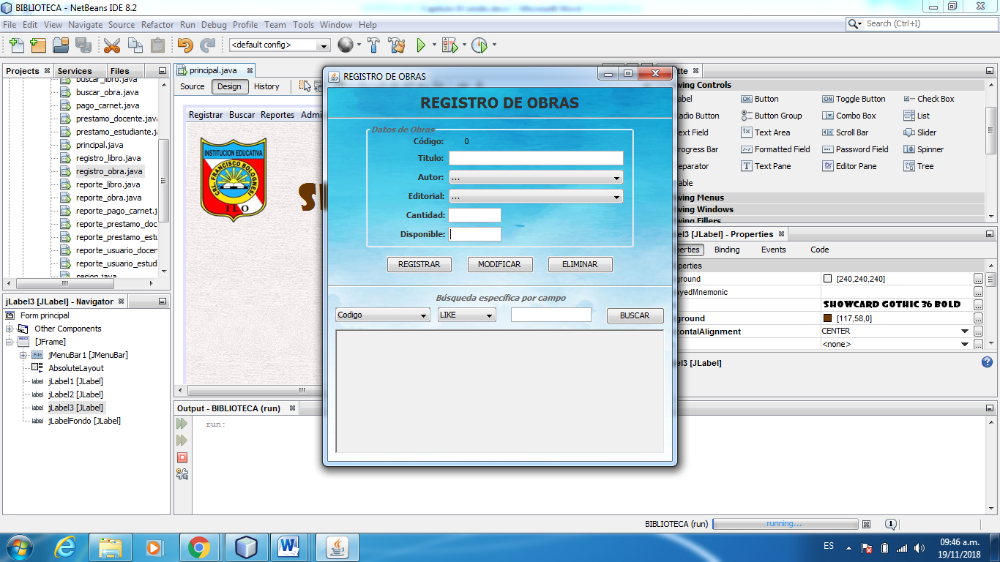 BIBLIOTECA - NetBeans IDE 8.2
File Edit View Navigate Source Refactor Run Debug Profile Team Tools Window Help
Search (Ctrl+I)
<default config>
Projects Services Files
buscar_libro.java
buscar_obra.java
pago_carnet.java
prestamo_docente.java
prestamo_estudiante.j
principal.java
registro_libro.java
registro_obra.java
reporte_libro.java
reporte_obra.java
reporte_pago_carnet.j
reporte_prestamo_doc
reporte_prestamo_estu
reporte_usuario_docen
reporte_usuario_estud
sesion.java
jLabel3 [JLabel] - Navigator
Form principal
Other Components
[JFrame]
jMenuBar1 [JMenuBar]
AbsoluteLayout
label jLabel1 [JLabel]
label jLabel2 [JLabel]
label jLabel3 [JLabel]
label jLabelFondo [JLabel]
principal.java
Source Design History
Registrar Buscar Reportes Admi
INSTITUCION EDUCATIVA
CRL. FRANCISCO BOLOGNESI
ILO
REGISTRO DE OBRAS
REGISTRO DE OBRAS
Datos de Obras
Código: 0
Titulo:
Autor: ...
Editorial: ...
Cantidad:
Disponible:
REGISTRAR MODIFICAR ELIMINAR
Búsqueda específica por campo
Codigo LIKE BUSCAR
tte
wing Controls
abel OK Button ON Toggle Button Check Box
adio Button Button Group Combo Box List
ext Field Text Area Scroll Bar Slider
rogress Bar Formatted Field Password Field Spinner
eparator Text Pane Editor Pane Tree
able
wing Menus
wing Windows
wing Fillers
el3 [JLabel] - Properties
perties Binding Events Code
operties
ground [240,240,240]
ayedMnemonic
SHOWCARD GOTHIC 36 BOLD
ground [117,58,0]
zontalAlignment CENTER
<none>
el3 [JLabel]
Output - BIBLIOTECA (run)
run:
BIBLIOTECA (run) running...
1
ES
09:46 a.m.
19/11/2018